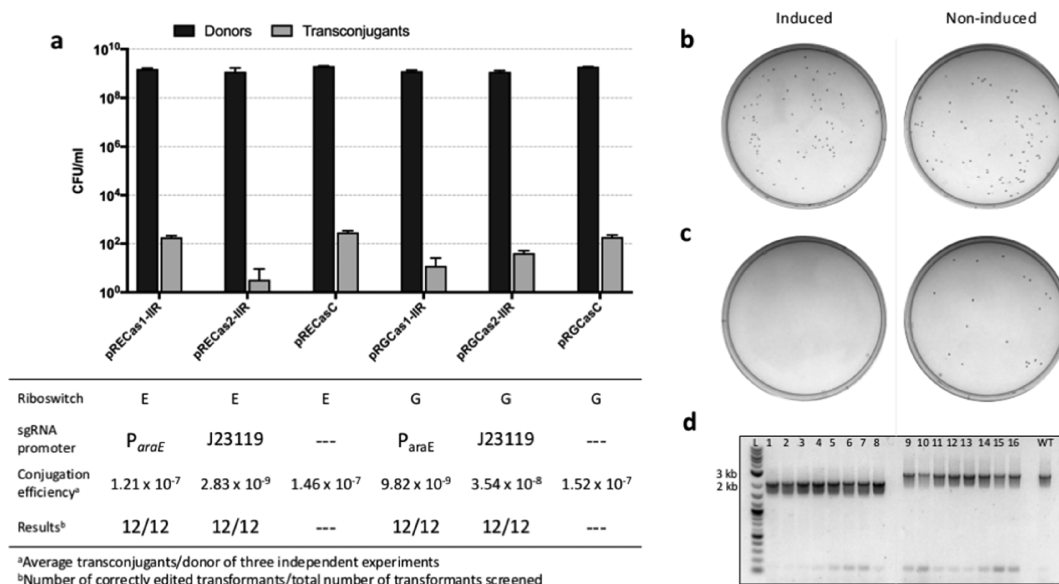 a
Donors Transconjugants
CFU/ml
10^10
10^8
10^6
10^4
10^2
10^0
pRECas1-IIR pRECas2-IIR pRECasC pRGCas1-IIR pRGCas2-IIR pRGCasC
Riboswitch E E E G G G
sgRNA promoter P_araE J23119 --- P_araE J23119 ---
Conjugation efficiency^a 1.21 x 10^-7 2.83 x 10^-9 1.46 x 10^-7 9.82 x 10^-9 3.54 x 10^-8 1.52 x 10^-7
Results^b 12/12 12/12 --- 12/12 12/12 ---
^aAverage transconjugants/donor of three independent experiments
^bNumber of correctly edited transformants/total number of transformants screened
Induced Non-induced
b
c
d
L 1 2 3 4 5 6 7 8 9 10 11 12 13 14 15 16 WT
3 kb
2 kb